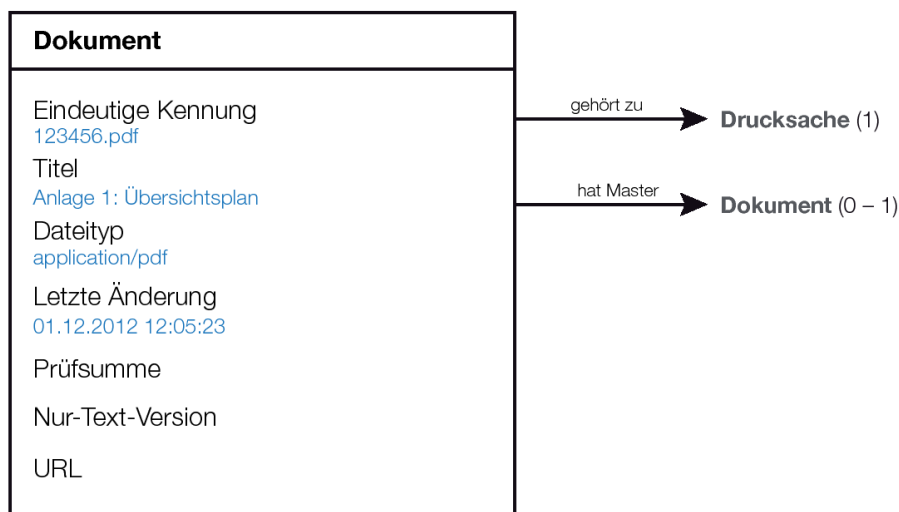 Dokument
Eindeutige Kennung
123456.pdf
Titel
Anlage 1: Übersichtsplan
Dateityp
application/pdf
Letzte Änderung
01.12.2012 12:05:23
Prüfsumme
Nur-Text-Version
URL
gehört zu
Drucksache (1)
hat Master
Dokument (0 – 1)